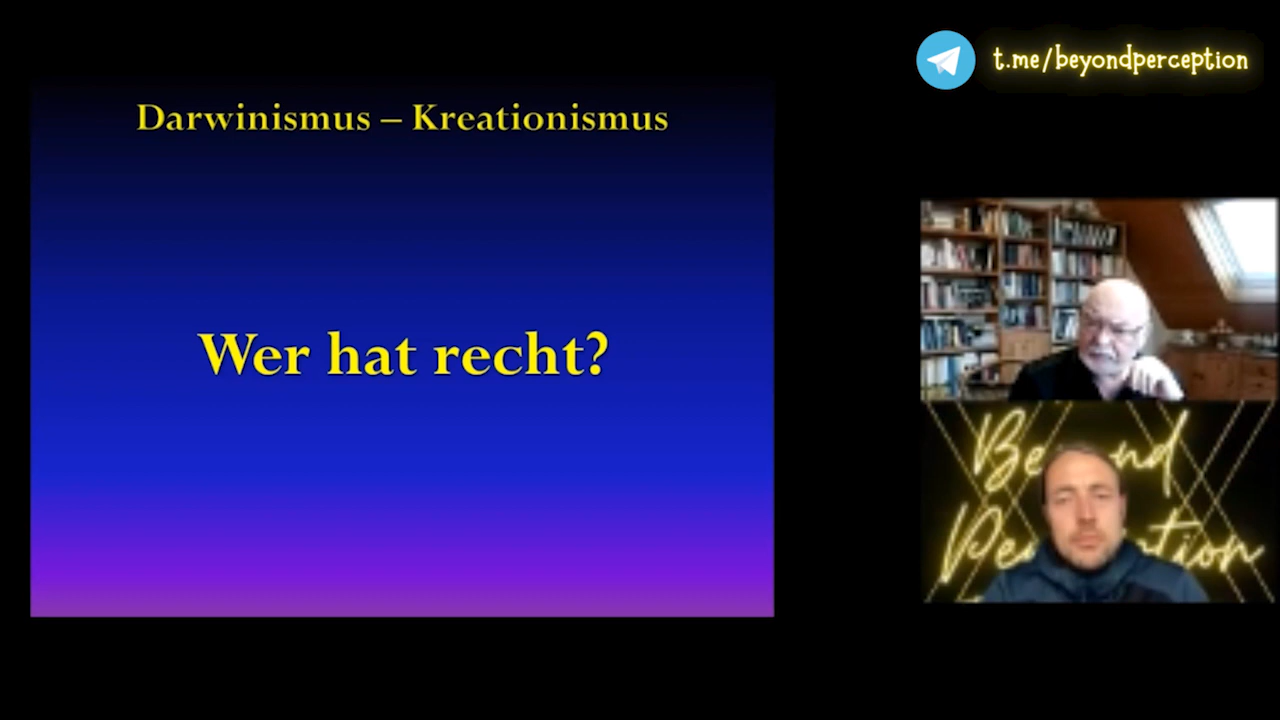 t.me/beyondperception
Darwinismus – Kreationismus
Wer hat recht?
Beyond
Perception